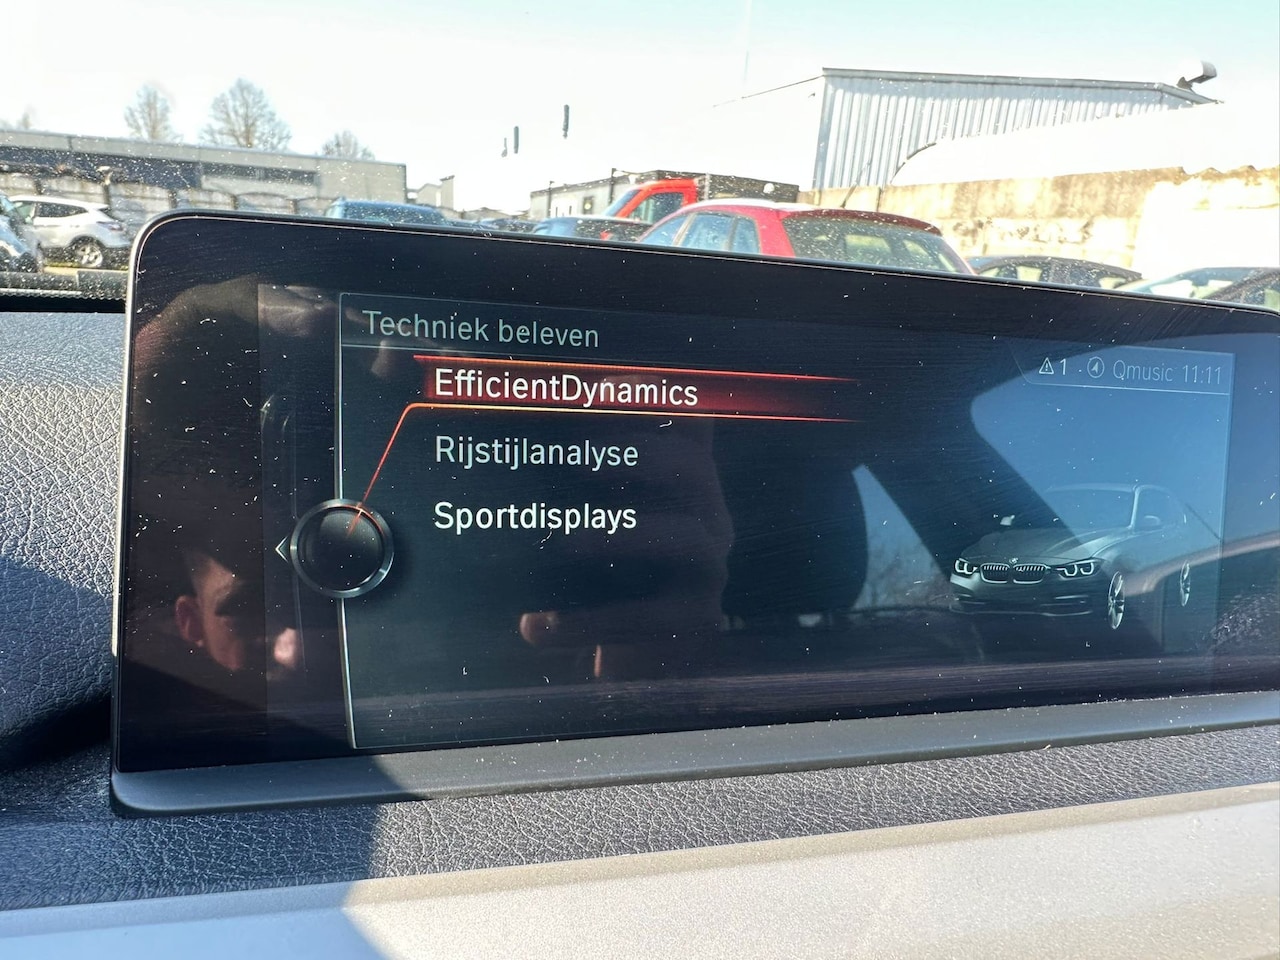 Techniek beleven
1 Qmusic 11:11
EfficientDynamics
Rijstijlanalyse
Sportdisplays